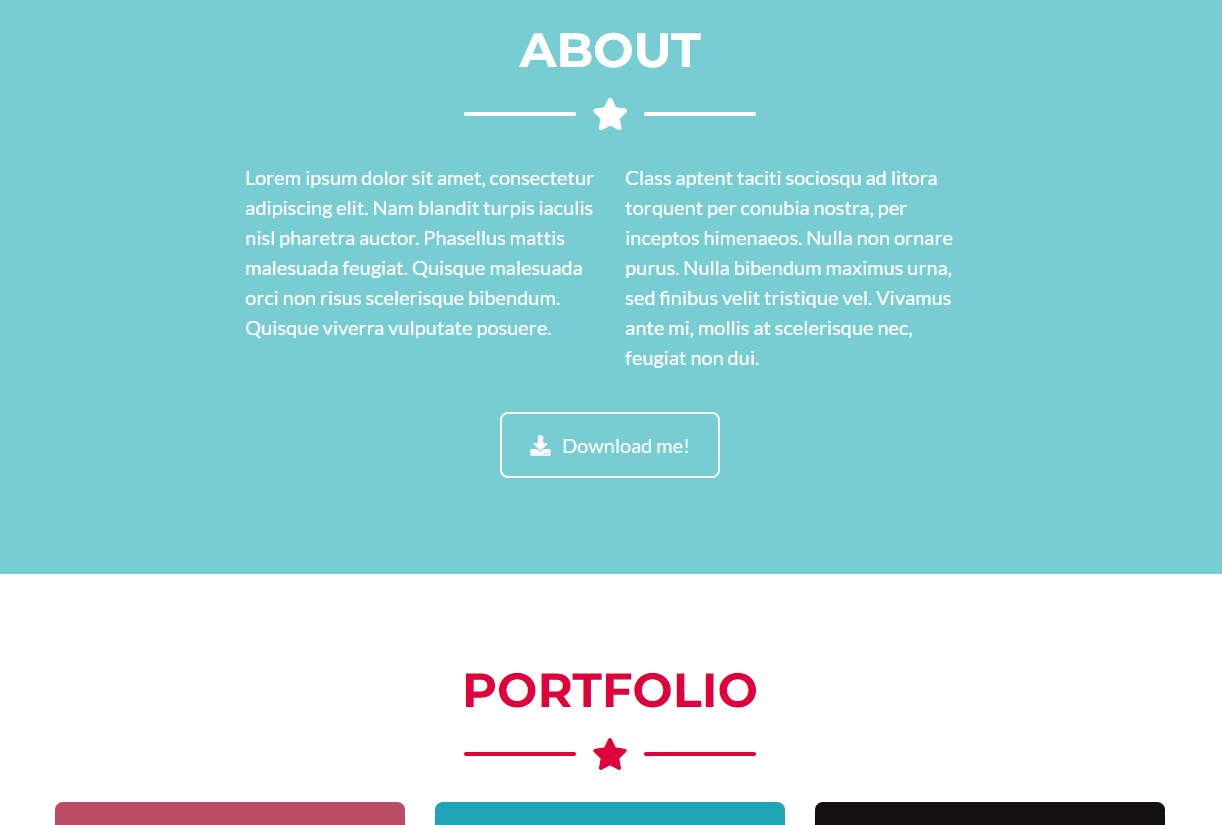 ABOUT
Lorem ipsum dolor sit amet, consectetur
adipiscing elit. Nam blandit turpis iaculis
nisl pharetra auctor. Phasellus mattis
malesuada feugiat. Quisque malesuada
orci non risus scelerisque bibendum.
Quisque viverra vulputate posuere.
Class aptent taciti sociosqu ad litora
torquent per conubia nostra, per
inceptos himenaeos. Nulla non ornare
purus. Nulla bibendum maximus urna,
sed finibus velit tristique vel. Vivamus
ante mi, mollis at scelerisque nec,
feugiat non dui.
Download me!
PORTFOLIO